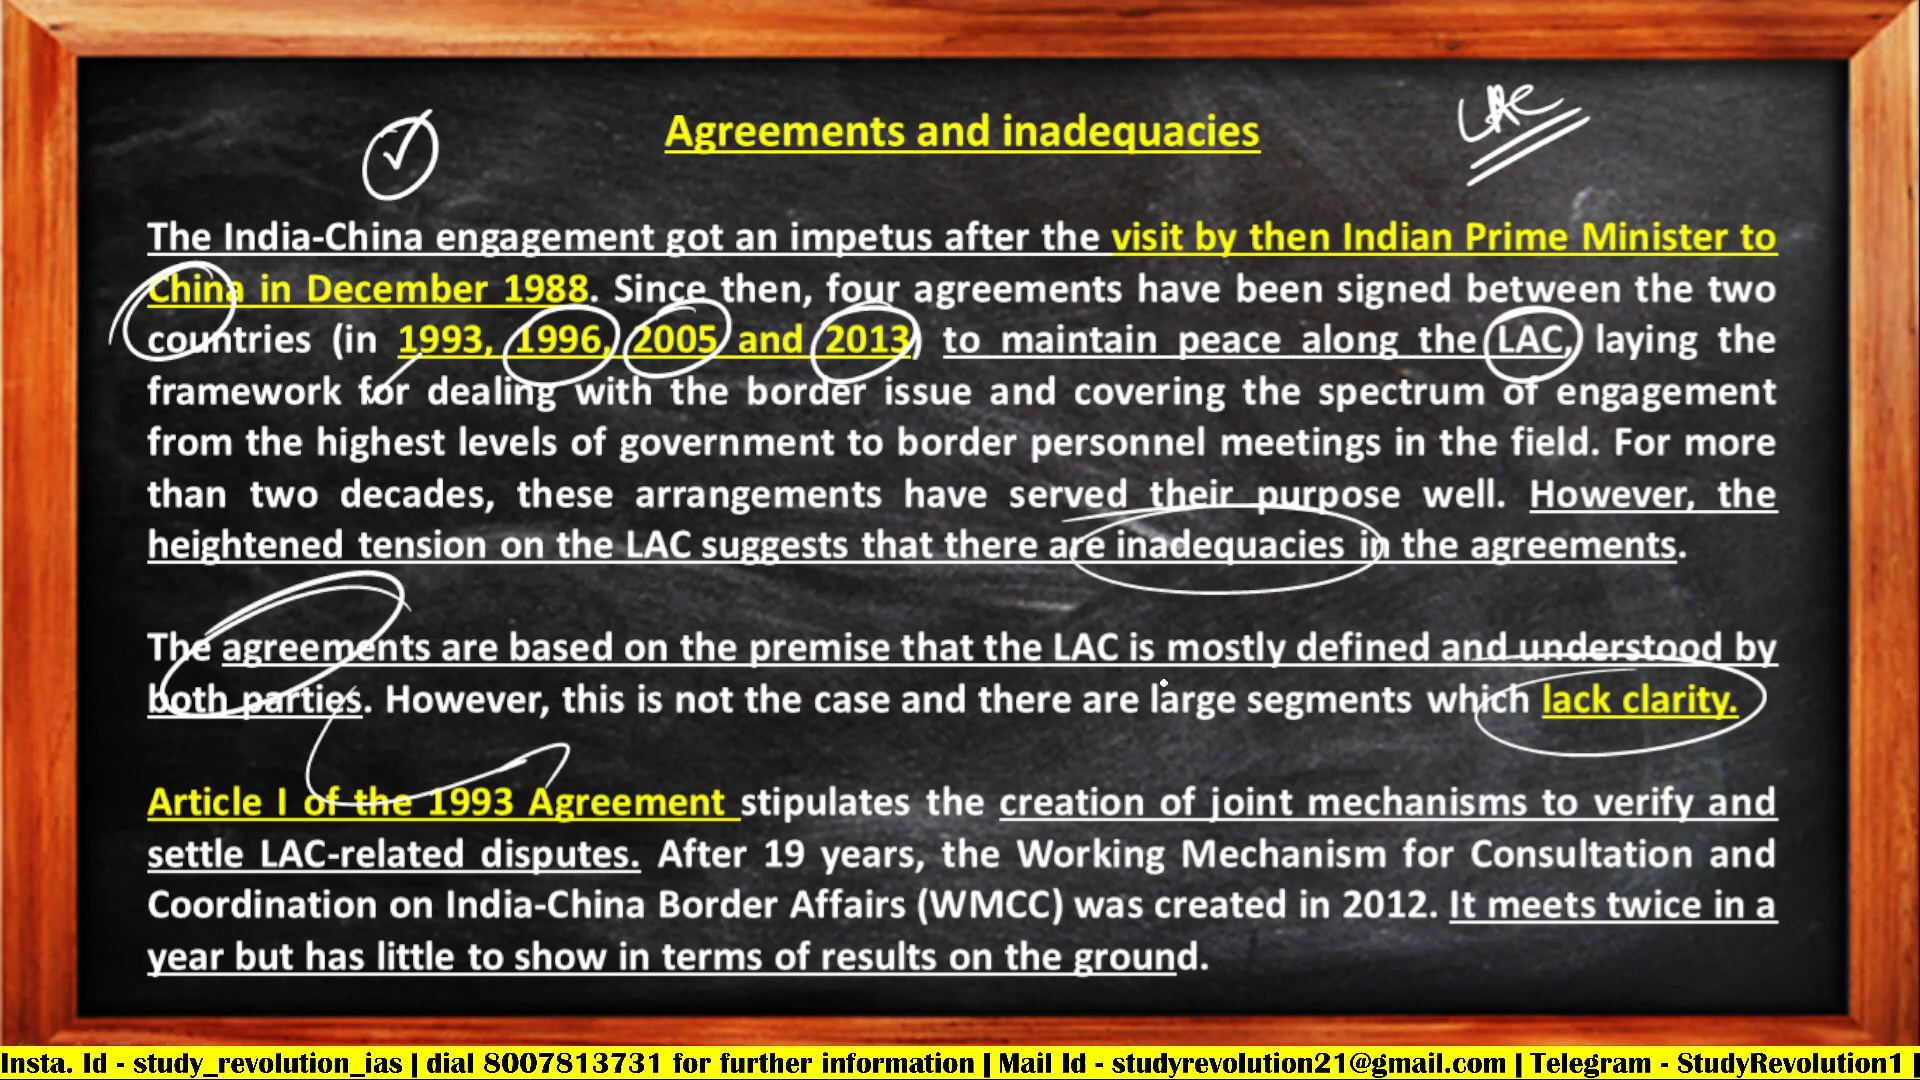 LAC
Agreements and inadequacies
The India-China engagement got an impetus after the visit by then Indian Prime Minister to
China in December 1988. Since then, four agreements have been signed between the two
countries (in 1993, 1996, 2005 and 2013) to maintain peace along the LAC, laying the
framework for dealing with the border issue and covering the spectrum of engagement
from the highest levels of government to border personnel meetings in the field. For more
than two decades, these arrangements have served their purpose well. However, the
heightened tension on the LAC suggests that there are inadequacies in the agreements.
The agreements are based on the premise that the LAC is mostly defined and understood by
both parties. However, this is not the case and there are large segments which lack clarity.
Article I of the 1993 Agreement stipulates the creation of joint mechanisms to verify and
settle LAC-related disputes. After 19 years, the Working Mechanism for Consultation and
Coordination on India-China Border Affairs (WMCC) was created in 2012. It meets twice in a
year but has little to show in terms of results on the ground.
Insta. Id - study_revolution_ias | dial 8007813731 for further information | Mail Id - studyrevolution21@gmail.com | Telegram - StudyRevolution1 |